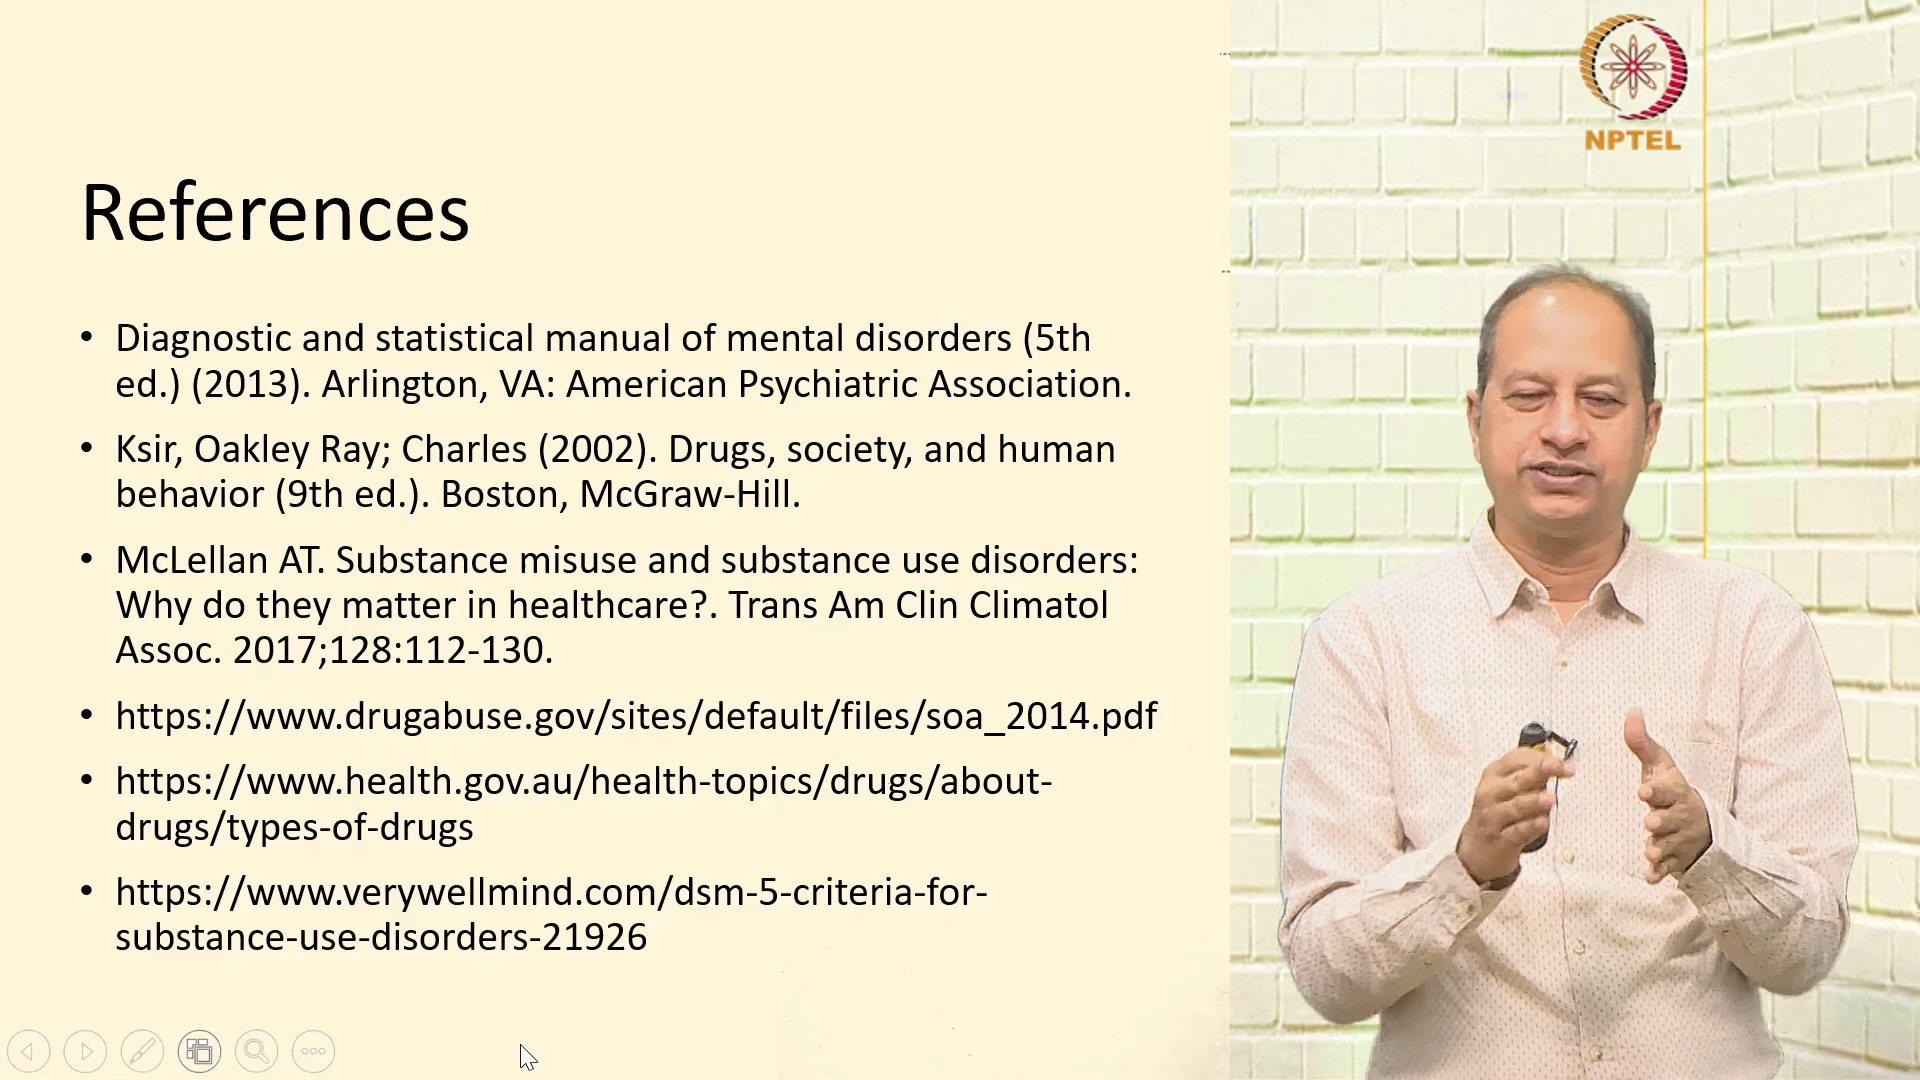 NPTEL
References
• Diagnostic and statistical manual of mental disorders (5th
ed.) (2013). Arlington, VA: American Psychiatric Association.
• Ksir, Oakley Ray; Charles (2002). Drugs, society, and human
behavior (9th ed.). Boston, McGraw-Hill.
• McLellan AT. Substance misuse and substance use disorders:
Why do they matter in healthcare?. Trans Am Clin Climatol
Assoc. 2017;128:112-130.
• https://www.drugabuse.gov/sites/default/files/soa_2014.pdf
• https://www.health.gov.au/health-topics/drugs/about-
drugs/types-of-drugs
• https://www.verywellmind.com/dsm-5-criteria-for-
substance-use-disorders-21926